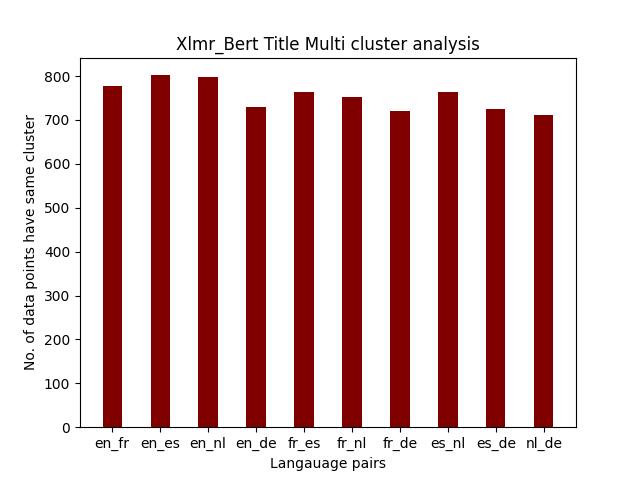 Xlmr_Bert Title Multi cluster analysis
No. of data points have same cluster
800
700
600
500
400
300
200
100
0
en_fr en_es en_nl en_de fr_es fr_nl fr_de es_nl es_de nl_de
Langauage pairs